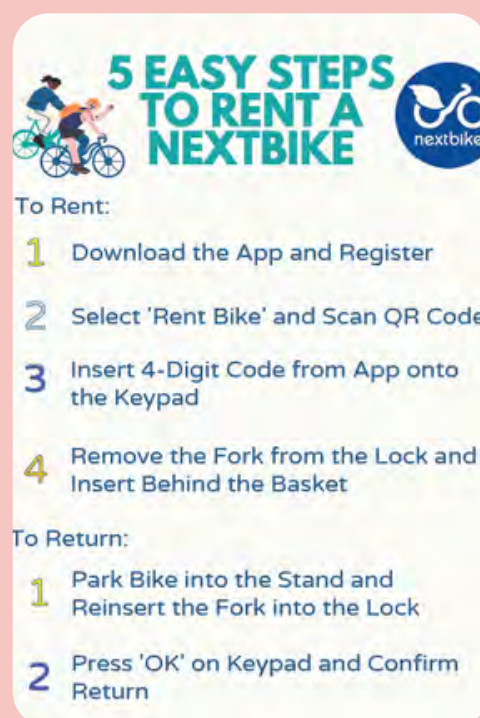 5 EASY STEPS
TO RENT A
NEXTBIKE
nextbike
To Rent:
1 Download the App and Register
2 Select 'Rent Bike' and Scan QR Code
3 Insert 4-Digit Code from App onto
the Keypad
4 Remove the Fork from the Lock and
Insert Behind the Basket
To Return:
1 Park Bike into the Stand and
Reinsert the Fork into the Lock
2 Press 'OK' on Keypad and Confirm
Return